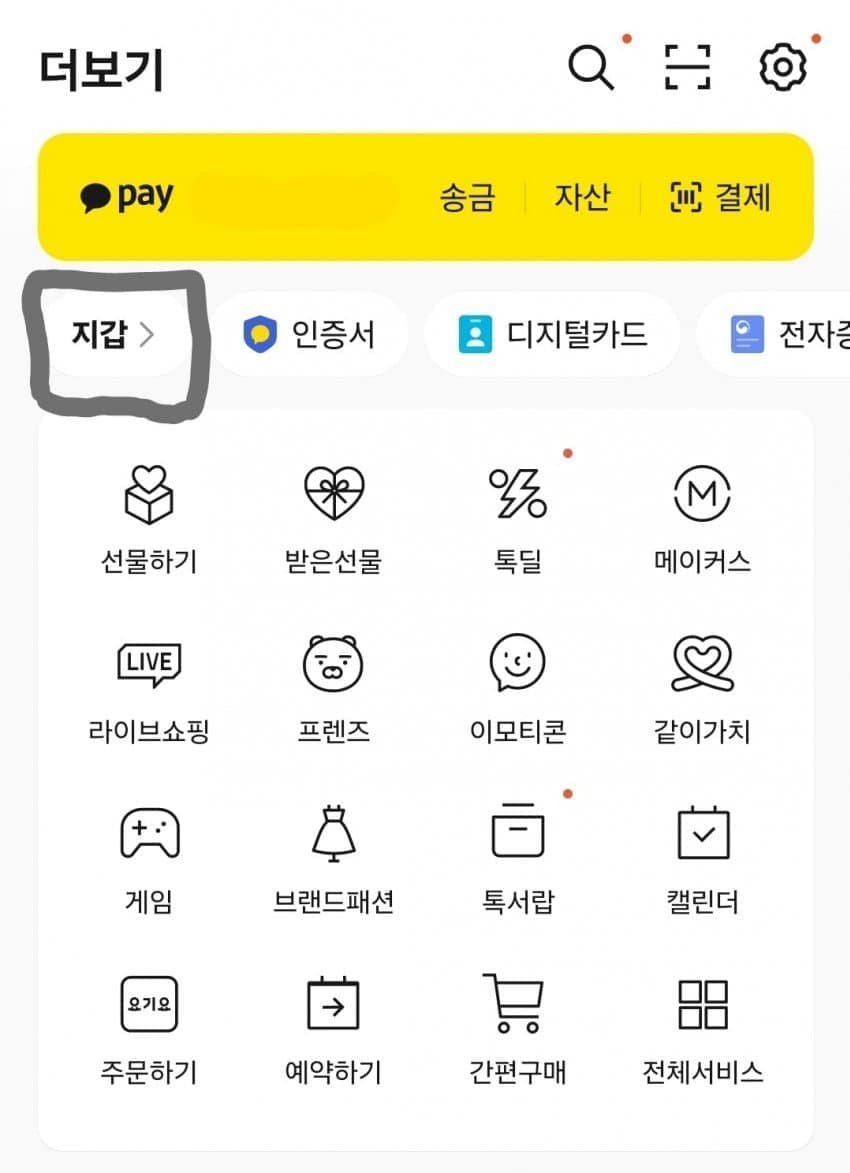 더보기
pay 송금 자산 결제
지갑 인증서 디지털카드 전자증
선물하기 받은선물 톡딜 메이커스
LIVE
라이브쇼핑 프렌즈 이모티콘 같이가치
게임 브랜드패션 톡서랍 캘린더
요기요
주문하기 예약하기 간편구매 전체서비스